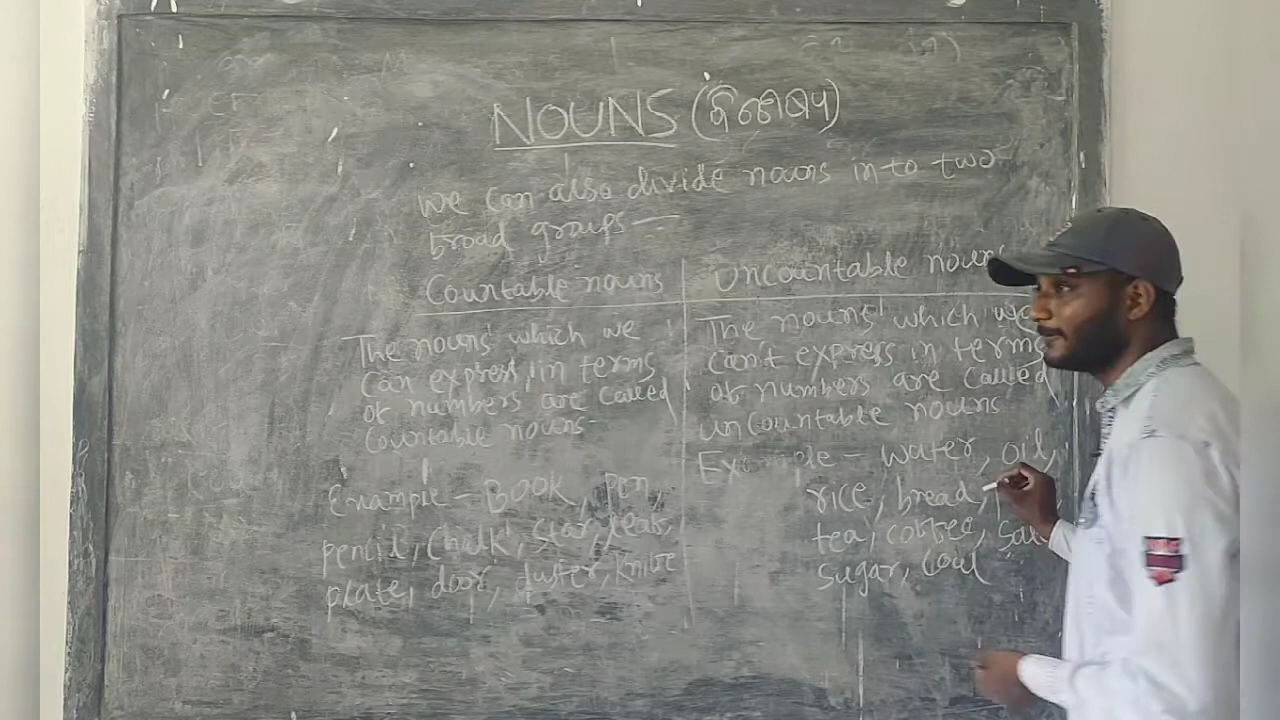 NOUNS (ବିଶେଷ୍ୟ)
We can also divide nouns in to two
broad groups —
Countable nouns
The nouns which we
can express in terms
of numbers are called
Countable nouns
Example - BOOK, Pen,
pencil, Chalk, Star, leaf,
plate, door, duster, knife
Uncountable nouns
The nouns which we
can't express in terms
of numbers are called
uncountable nouns
Example - water, oil,
rice, bread,
tea, coffee,
sugar, Coal